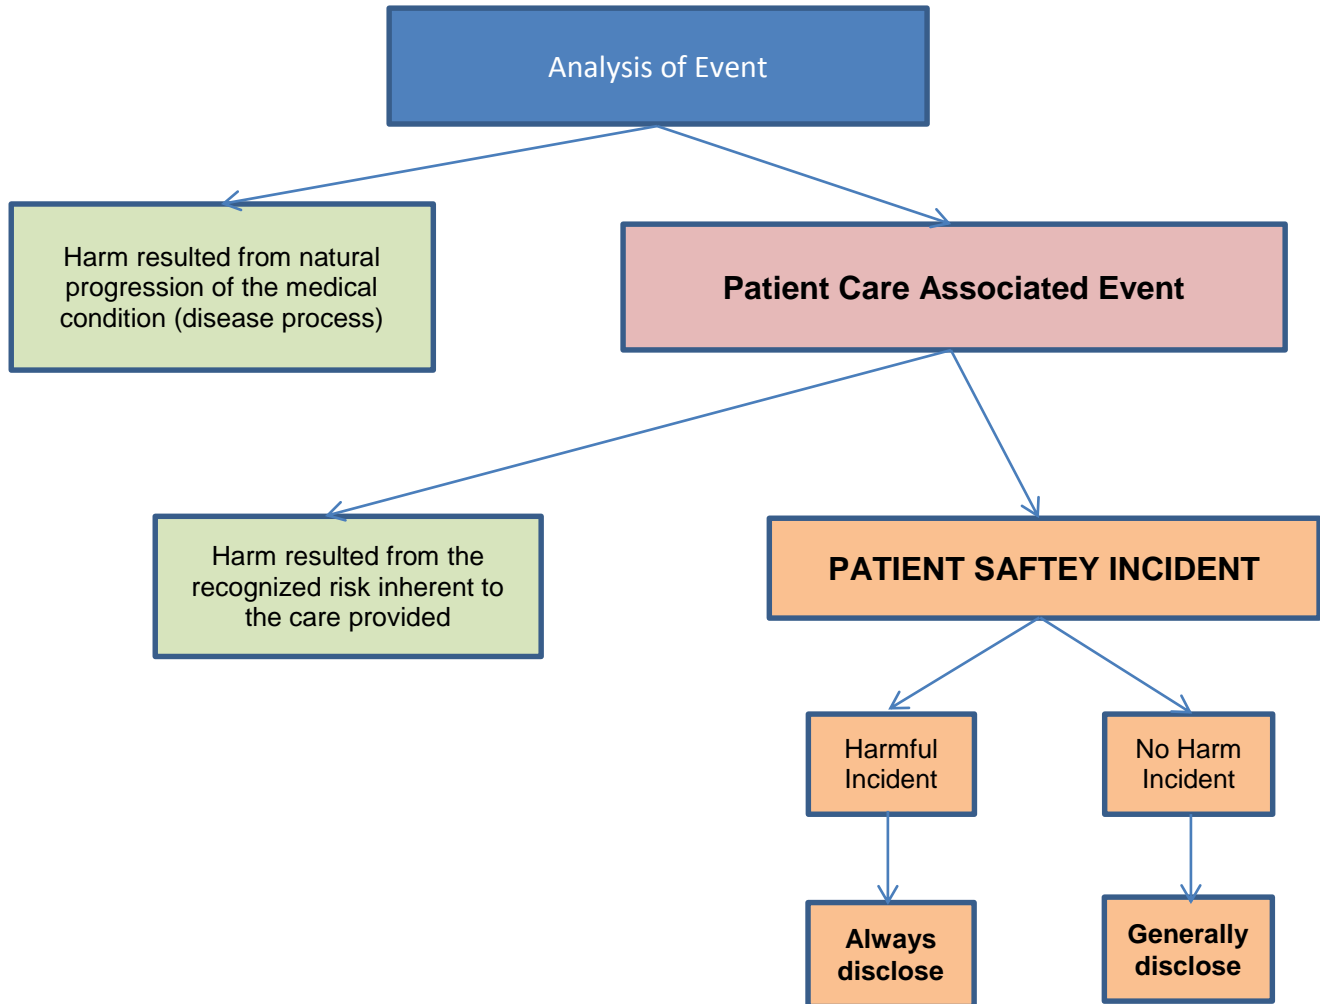 Analysis of Event
Harm resulted from natural
progression of the medical
condition (disease process)
Patient Care Associated Event
Harm resulted from the
recognized risk inherent to
the care provided
PATIENT SAFTEY INCIDENT
Harmful
Incident
No Harm
Incident
Always
disclose
Generally
disclose